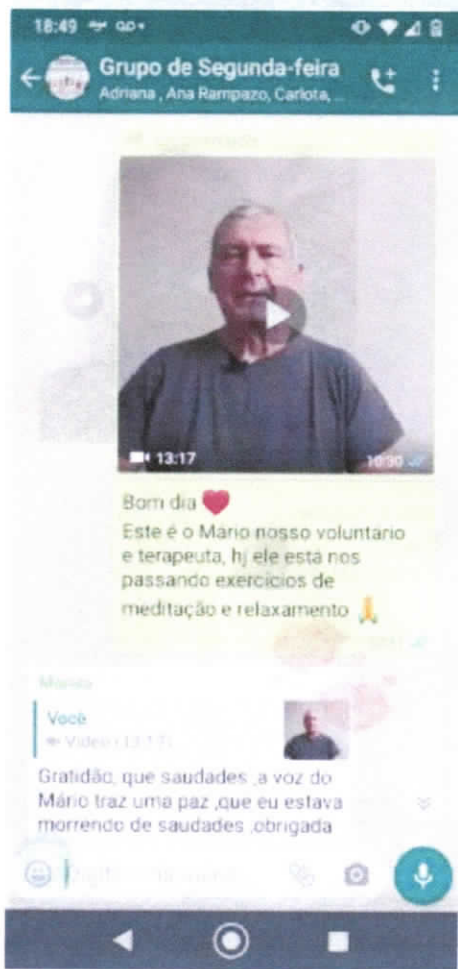 18:49
Grupo de Segunda-feira
Adriana , Ana Rampazo, Carlota, ...
13:17
10:30
Bom dia ❤️
Este é o Mario nosso voluntário
e terapeuta, hj ele está nos
passando exercícios de
meditação e relaxamento 🙏
Você
Vídeo (13:17)
Gratidão, que saudades ,a voz do
Mário traz uma paz ,que eu estava
morrendo de saudades ,obrigada